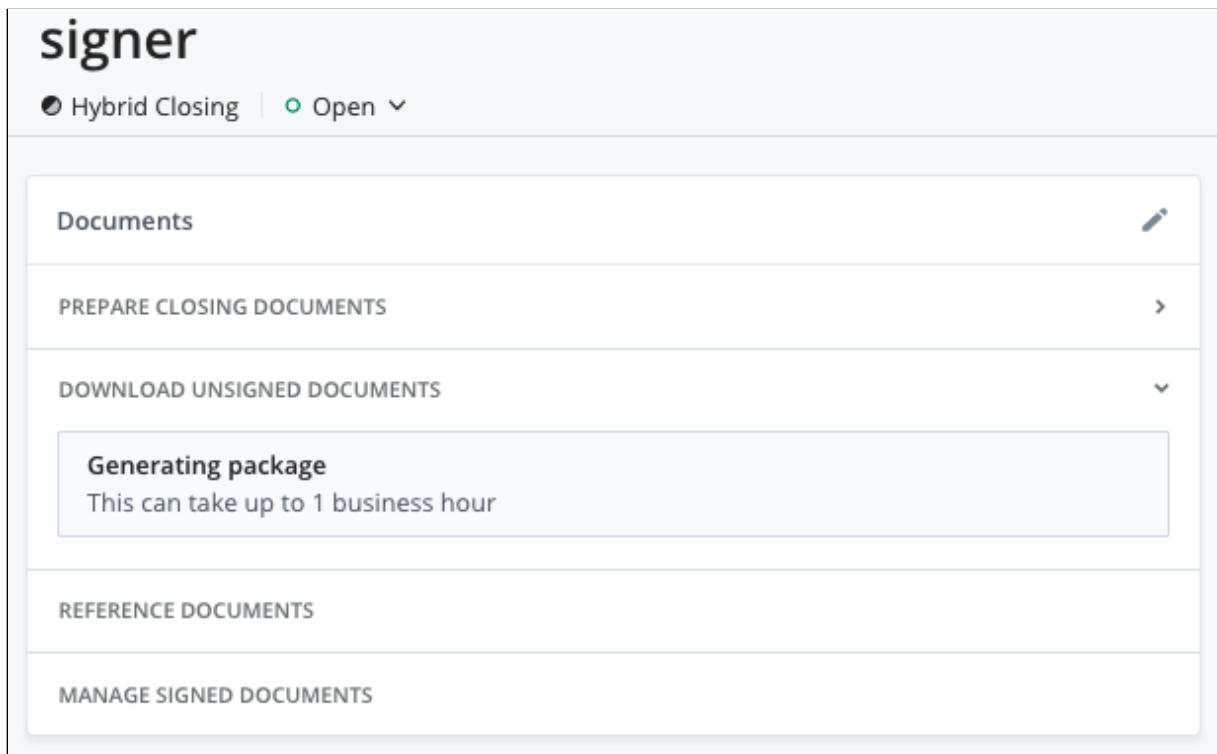 signer
Hybrid Closing Open
Documents
PREPARE CLOSING DOCUMENTS
DOWNLOAD UNSIGNED DOCUMENTS
Generating package
This can take up to 1 business hour
REFERENCE DOCUMENTS
MANAGE SIGNED DOCUMENTS